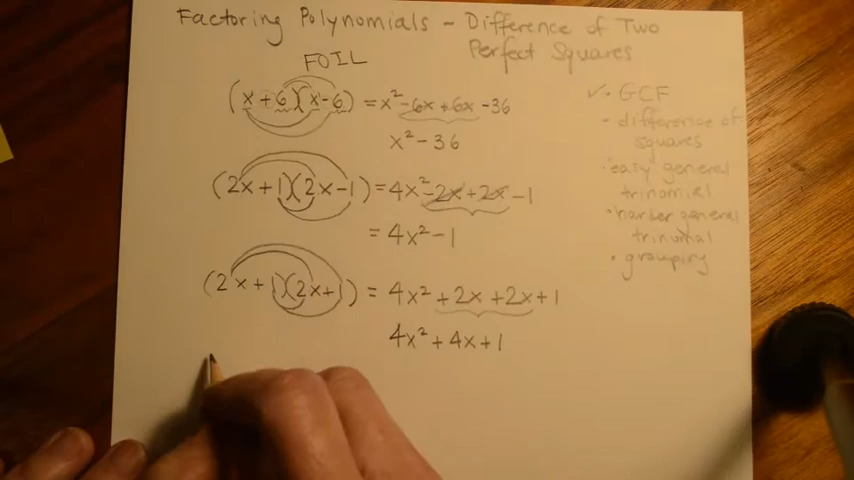 Factoring Polynomials - Difference of Two
Perfect Squares
FOIL
(x+6)(x-6) = x² - 6x + 6x - 36
x² - 36
(2x+1)(2x-1) = 4x² - 2x + 2x - 1
= 4x² - 1
(2x+1)(2x+1) = 4x² + 2x + 2x + 1
4x² + 4x + 1
✓• GCF
• difference of
squares
• easy general
trinomial
• harder general
trinomial
• grouping